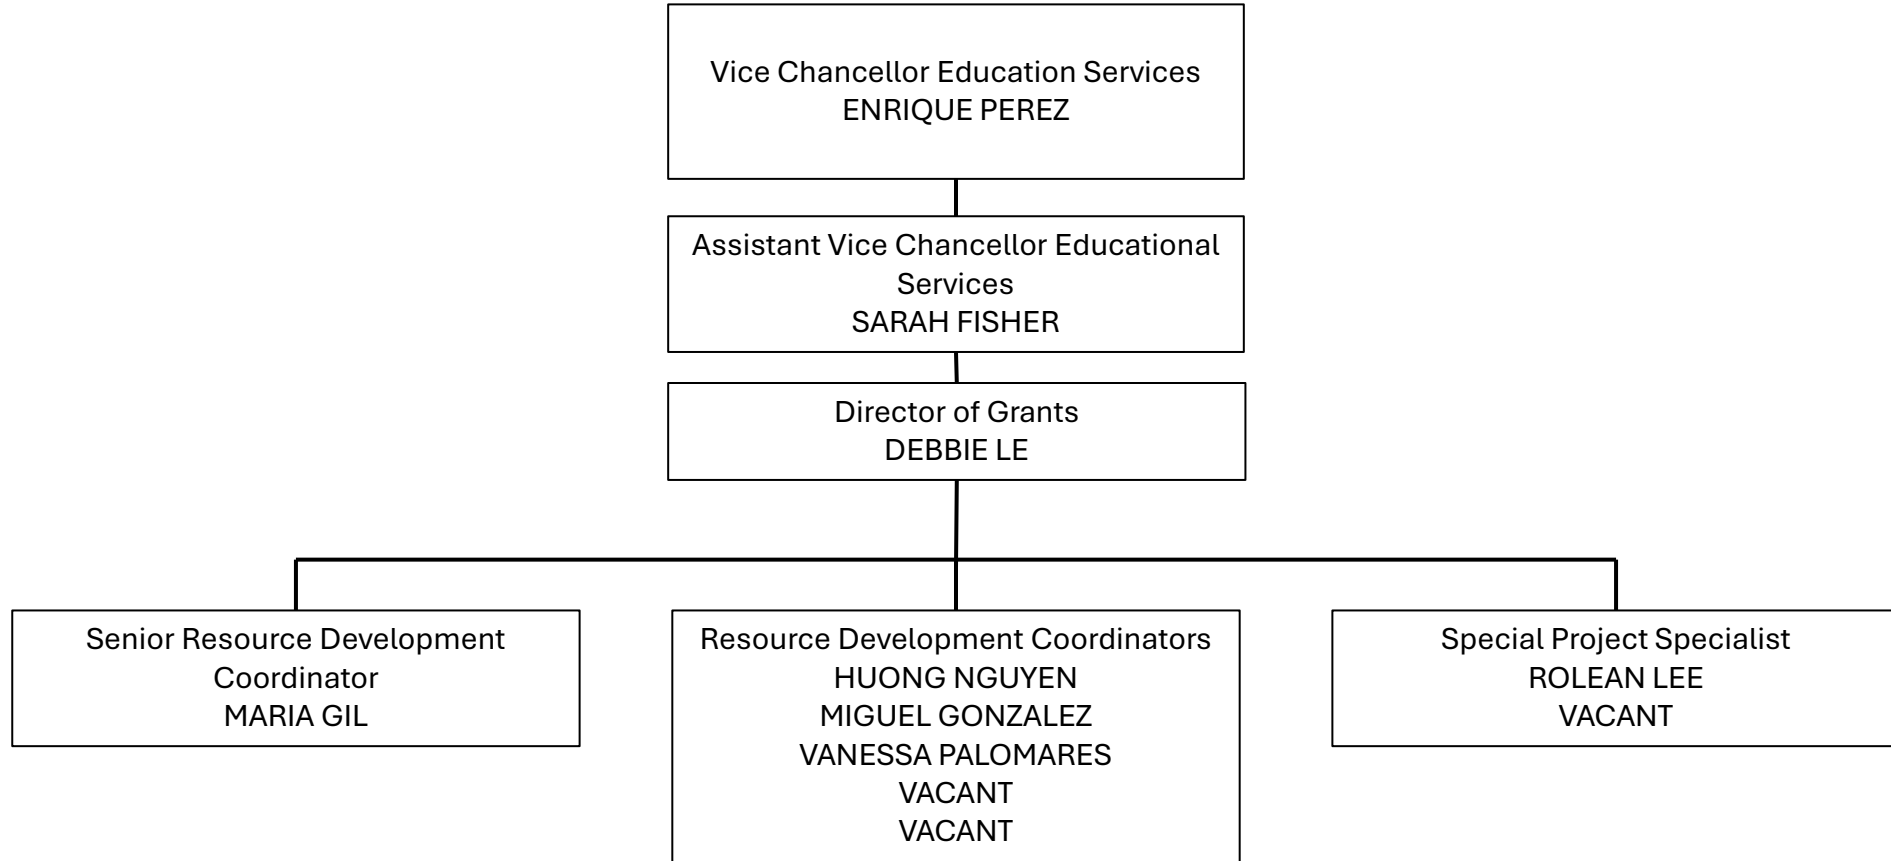 Vice Chancellor Education Services
ENRIQUE PEREZ
Assistant Vice Chancellor Educational
Services
SARAH FISHER
Director of Grants
DEBBIE LE
Senior Resource Development
Coordinator
MARIA GIL
Resource Development Coordinators
HUONG NGUYEN
MIGUEL GONZALEZ
VANESSA PALOMARES
VACANT
VACANT
Special Project Specialist
ROLEAN LEE
VACANT